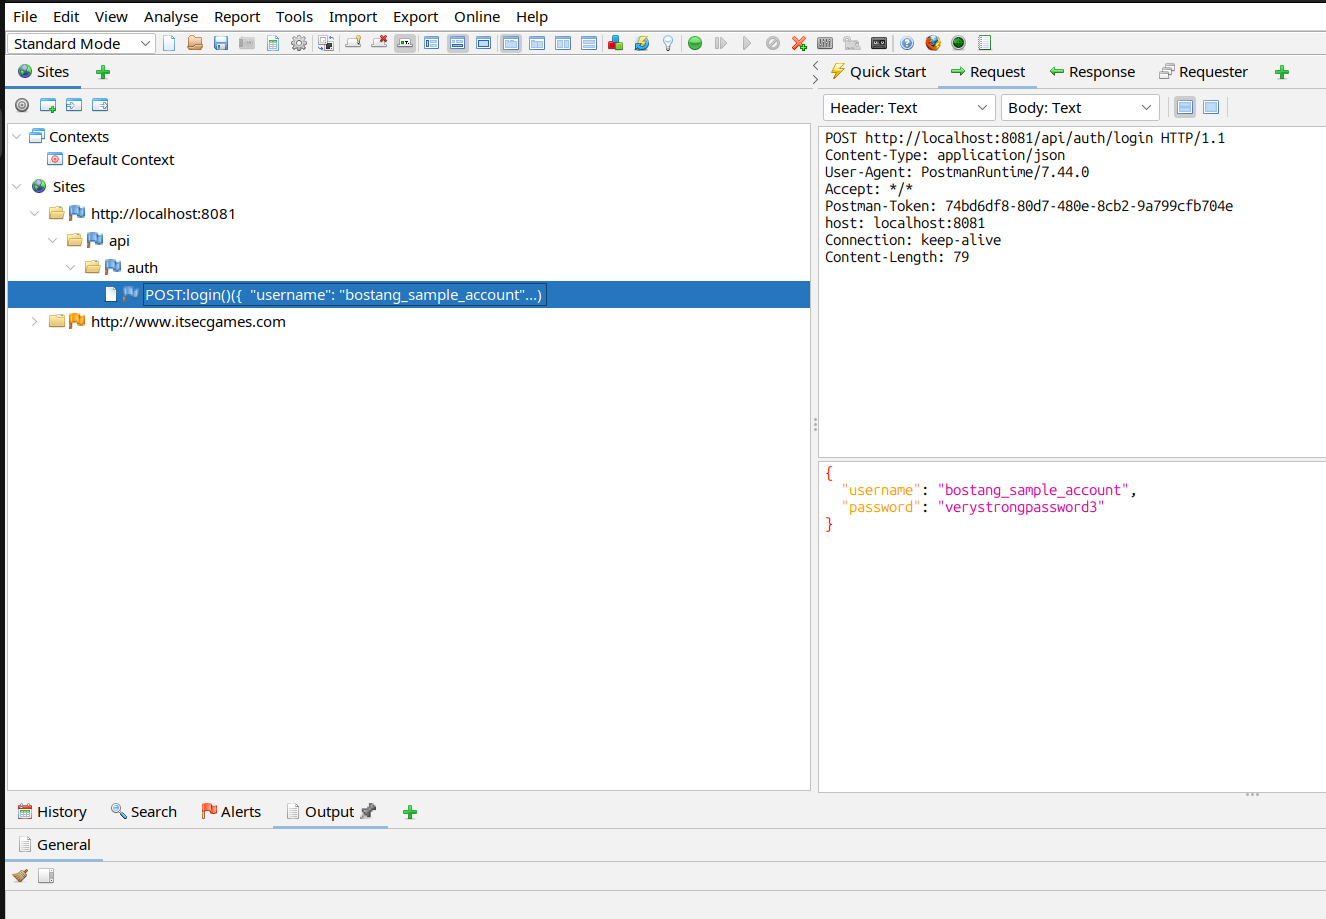 File Edit View Analyse Report Tools Import Export Online Help
Standard Mode
Sites
Quick Start Request Response Requester
Header: Text Body: Text
Contexts
Default Context
Sites
http://localhost:8081
api
auth
POST:login()({ "username": "bostang_sample_account"...)
http://www.itsecgames.com
POST http://localhost:8081/api/auth/login HTTP/1.1
Content-Type: application/json
User-Agent: PostmanRuntime/7.44.0
Accept: */*
Postman-Token: 74bd6df8-80d7-480e-8cb2-9a799cfb704e
host: localhost:8081
Connection: keep-alive
Content-Length: 79
{
"username": "bostang_sample_account",
"password": "verystrongpassword3"
}
History Search Alerts Output
General